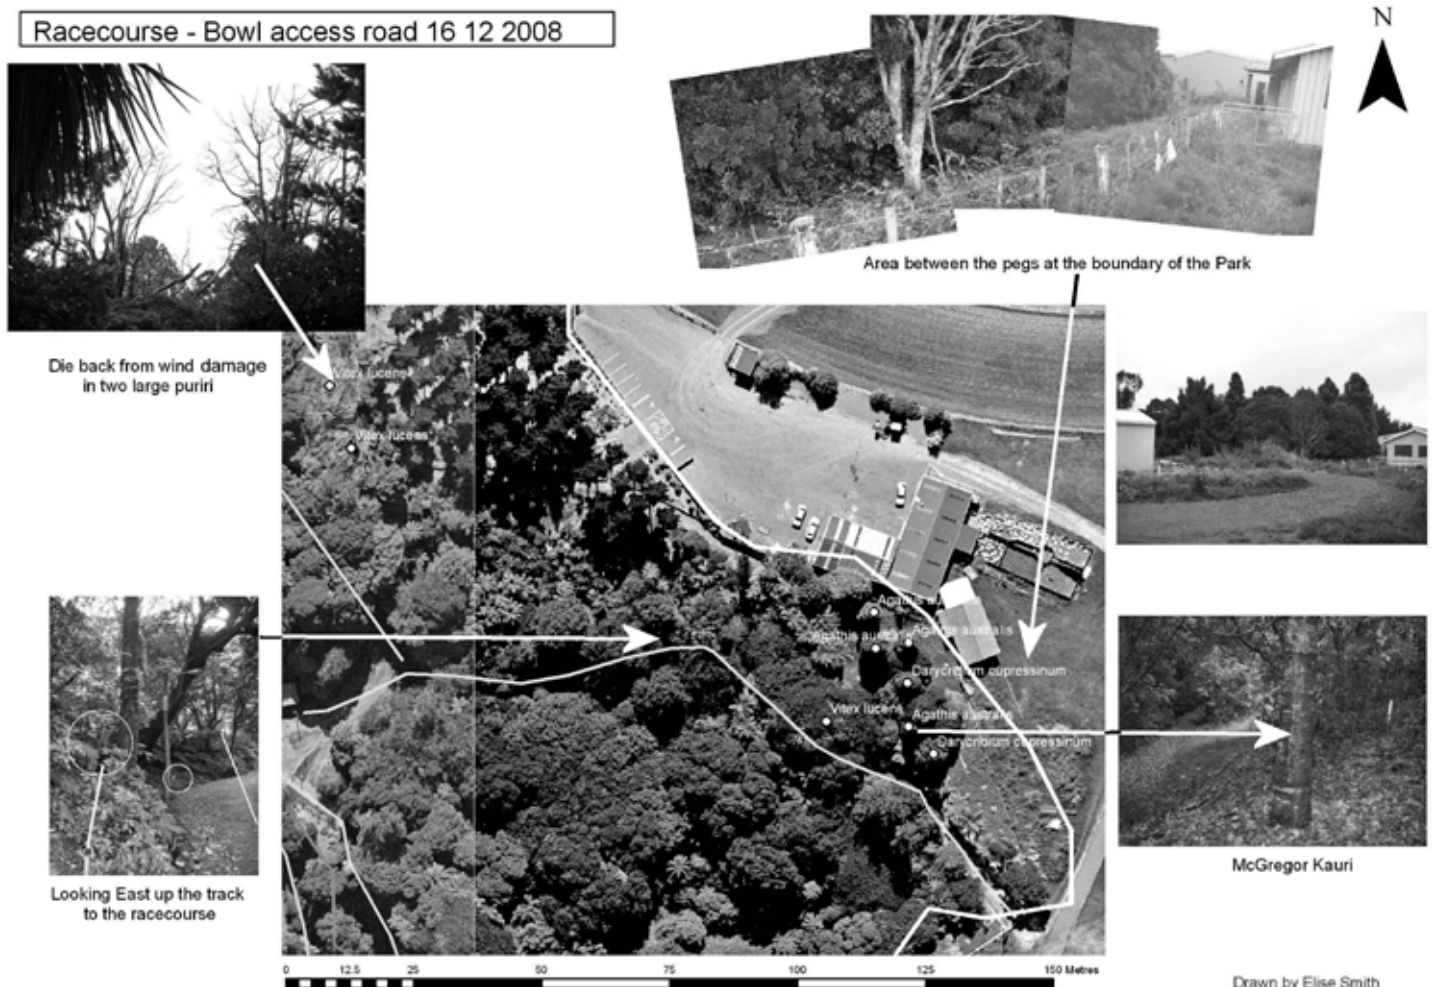 Racecourse - Bowl access road 16 12 2008
N
Area between the pegs at the boundary of the Park
Die back from wind damage
in two large puriri
Vitex lucens
Vitex lucens
Agathis
Agathis australis
Agathis
Dacrycridium cupressinum
Vitex lucens
Agathis australis
Dacrycridium cupressinum
Looking East up the track
to the racecourse
McGregor Kauri
0 12.5 25 50 75 100 125 150 Metres
Drawn by Elise Smith